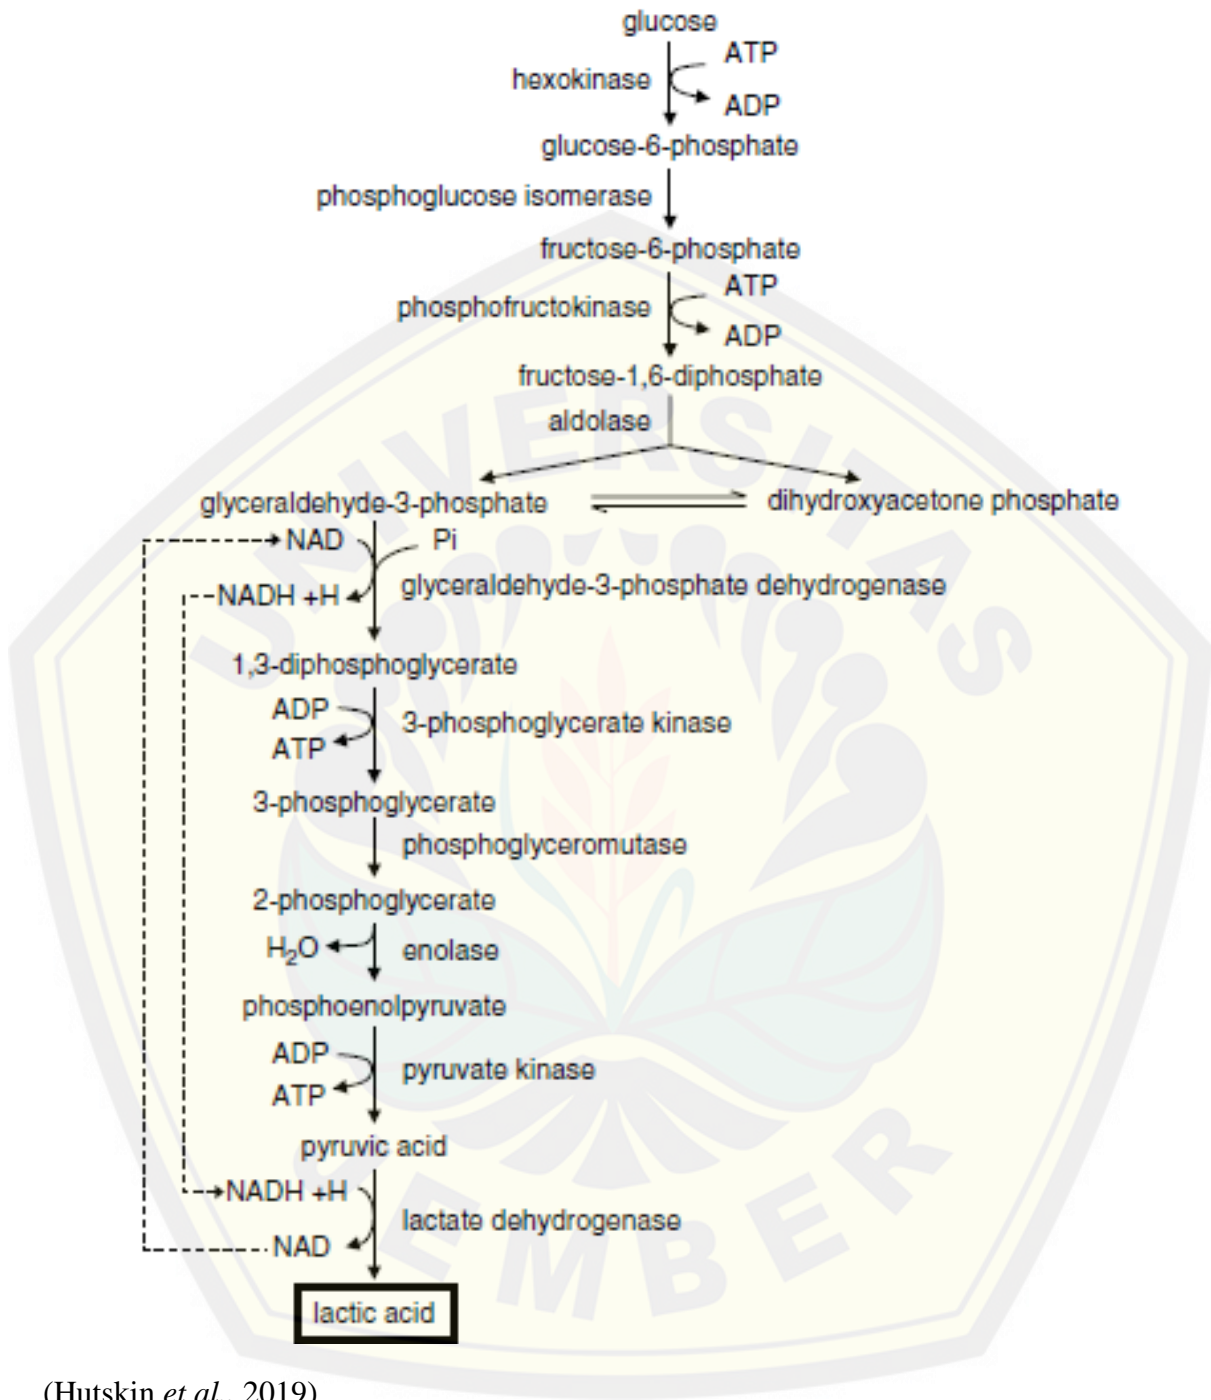 glucose
ATP
hexokinase
ADP
glucose-6-phosphate
phosphoglucose isomerase
fructose-6-phosphate
ATP
phosphofructokinase
ADP
fructose-1,6-diphosphate
aldolase
glyceraldehyde-3-phosphate
dihydroxyacetone phosphate
NAD
Pi
NADH +H
glyceraldehyde-3-phosphate dehydrogenase
1,3-diphosphoglycerate
ADP
3-phosphoglycerate kinase
ATP
3-phosphoglycerate
phosphoglyceromutase
2-phosphoglycerate
H₂O
enolase
phosphoenolpyruvate
ADP
pyruvate kinase
ATP
pyruvic acid
NADH +H
lactate dehydrogenase
NAD
lactic acid
(Hutskin et al., 2019)
UNIVERSITAS
EMBER